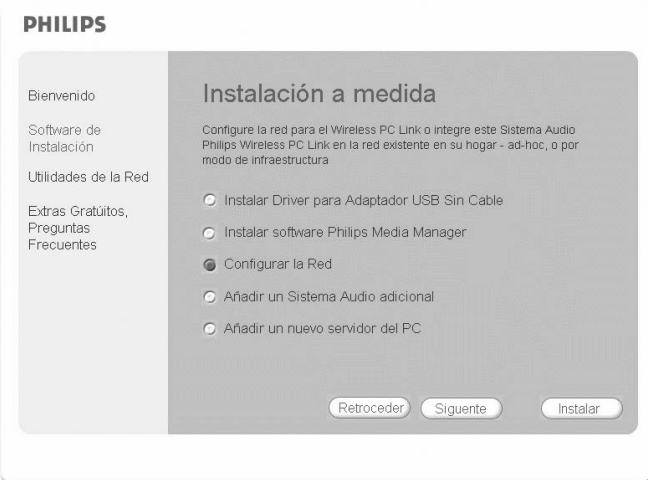 PHILIPS
Bienvenido
Software de
Instalación
Utilidades de la Red
Extras Gratúitos,
Preguntas
Frecuentes
Instalación a medida
Configure la red para el Wireless PC Link o integre este Sistema Audio
Philips Wireless PC Link en la red existente en su hogar - ad-hoc, o por
modo de infraestructura
Instalar Driver para Adaptador USB Sin Cable
Instalar software Philips Media Manager
Configurar la Red
Añadir un Sistema Audio adicional
Añadir un nuevo servidor del PC
Retroceder
Siguente
Instalar